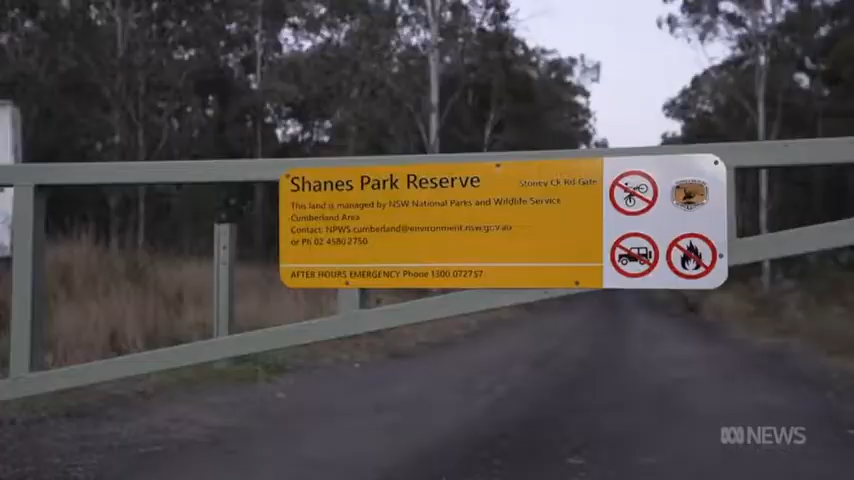 Shanes Park Reserve
Stoney Ck Rd Gate
This land is managed by NSW National Parks and Wildlife Service
Cumberland Area
Contact: NPWS.cumberland@environment.nsw.gov.au
or Ph 02 4580 2750
AFTER HOURS EMERGENCY Phone 1300 072757
ABC NEWS